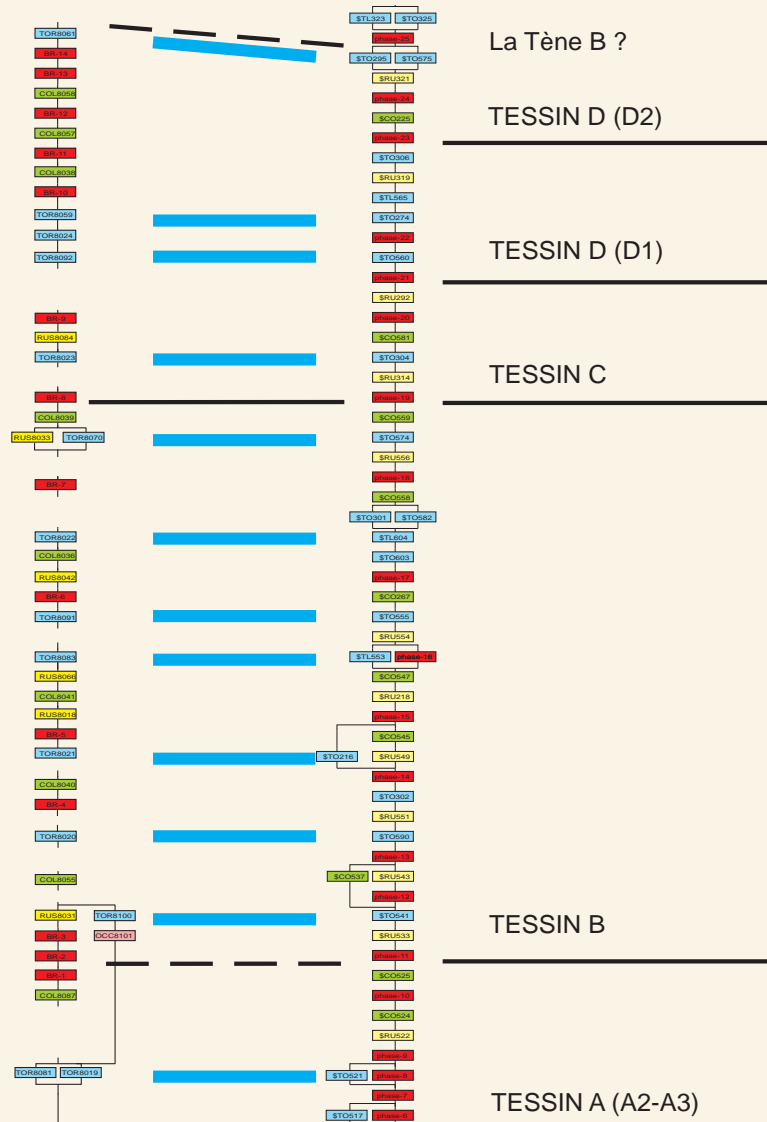 $TL323 $TO325
TOR8061
phase-25
La Tène B ?
BR-14
$TO295 $TO575
BR-13
$RU321
COL8058
phase-24
BR-12
$CO225
TESSIN D (D2)
COL8057
phase-23
BR-11
$TO306
COL8038
$RU319
BR-10
$TL565
TOR8059
$TO274
TOR8024
phase-22
TESSIN D (D1)
TOR8092
$TO560
phase-21
$RU292
BR-9
phase-20
RUS8084
$CO581
TOR8023
$TO304
$RU314
TESSIN C
BR-8
phase-19
COL8039
$CO559
RUS8033 TOR8070
$TO574
$RU556
BR-7
phase-18
$CO558
$TO301 $TO582
TOR8022
$TL604
COL8036
$TO603
RUS8042
phase-17
BR-6
$CO267
TOR8091
$TO555
$RU554
TOR8083
$TL553 phase-16
RUS8066
$CO547
COL8041
$RU218
RUS8018
phase-15
BR-5
$CO545
TOR8021
$TO216 $RU549
COL8040
phase-14
BR-4
$TO302
$RU551
TOR8020
$TO590
phase-13
COL8055
$CO537 $RU543
phase-12
RUS8031 TOR8100
$TO541
TESSIN B
BR-3 OCC8101
$RU533
BR-2
phase-11
BR-1
$CO525
COL8087
phase-10
$CO524
$RU522
phase-9
TOR8081 TOR8019
$TO521 phase-8
phase-7
TESSIN A (A2-A3)
$TO517 phase-6